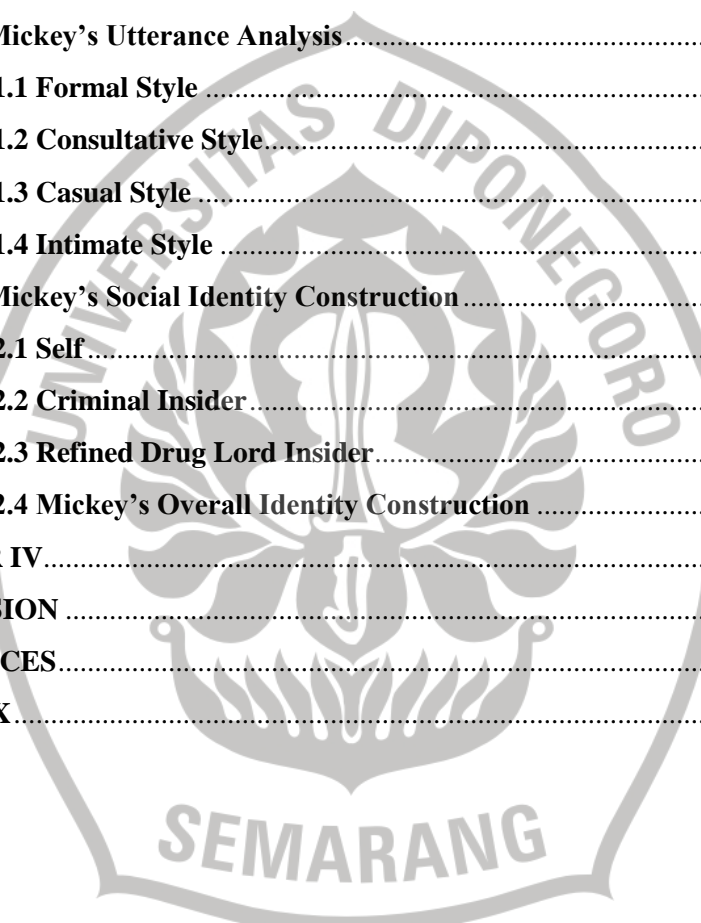 Mickey’s Utterance Analysis........................................................
1.1 Formal Style ........................................................
1.2 Consultative Style........................................................
1.3 Casual Style ........................................................
1.4 Intimate Style ........................................................
Mickey’s Social Identity Construction........................................................
2.1 Self........................................................
2.2 Criminal Insider........................................................
2.3 Refined Drug Lord Insider........................................................
2.4 Mickey’s Overall Identity Construction ........................................................
R IV........................................................
SION ........................................................
CES........................................................
X........................................................
UNIVERSITAS DIPONEGORO
SEMARANG